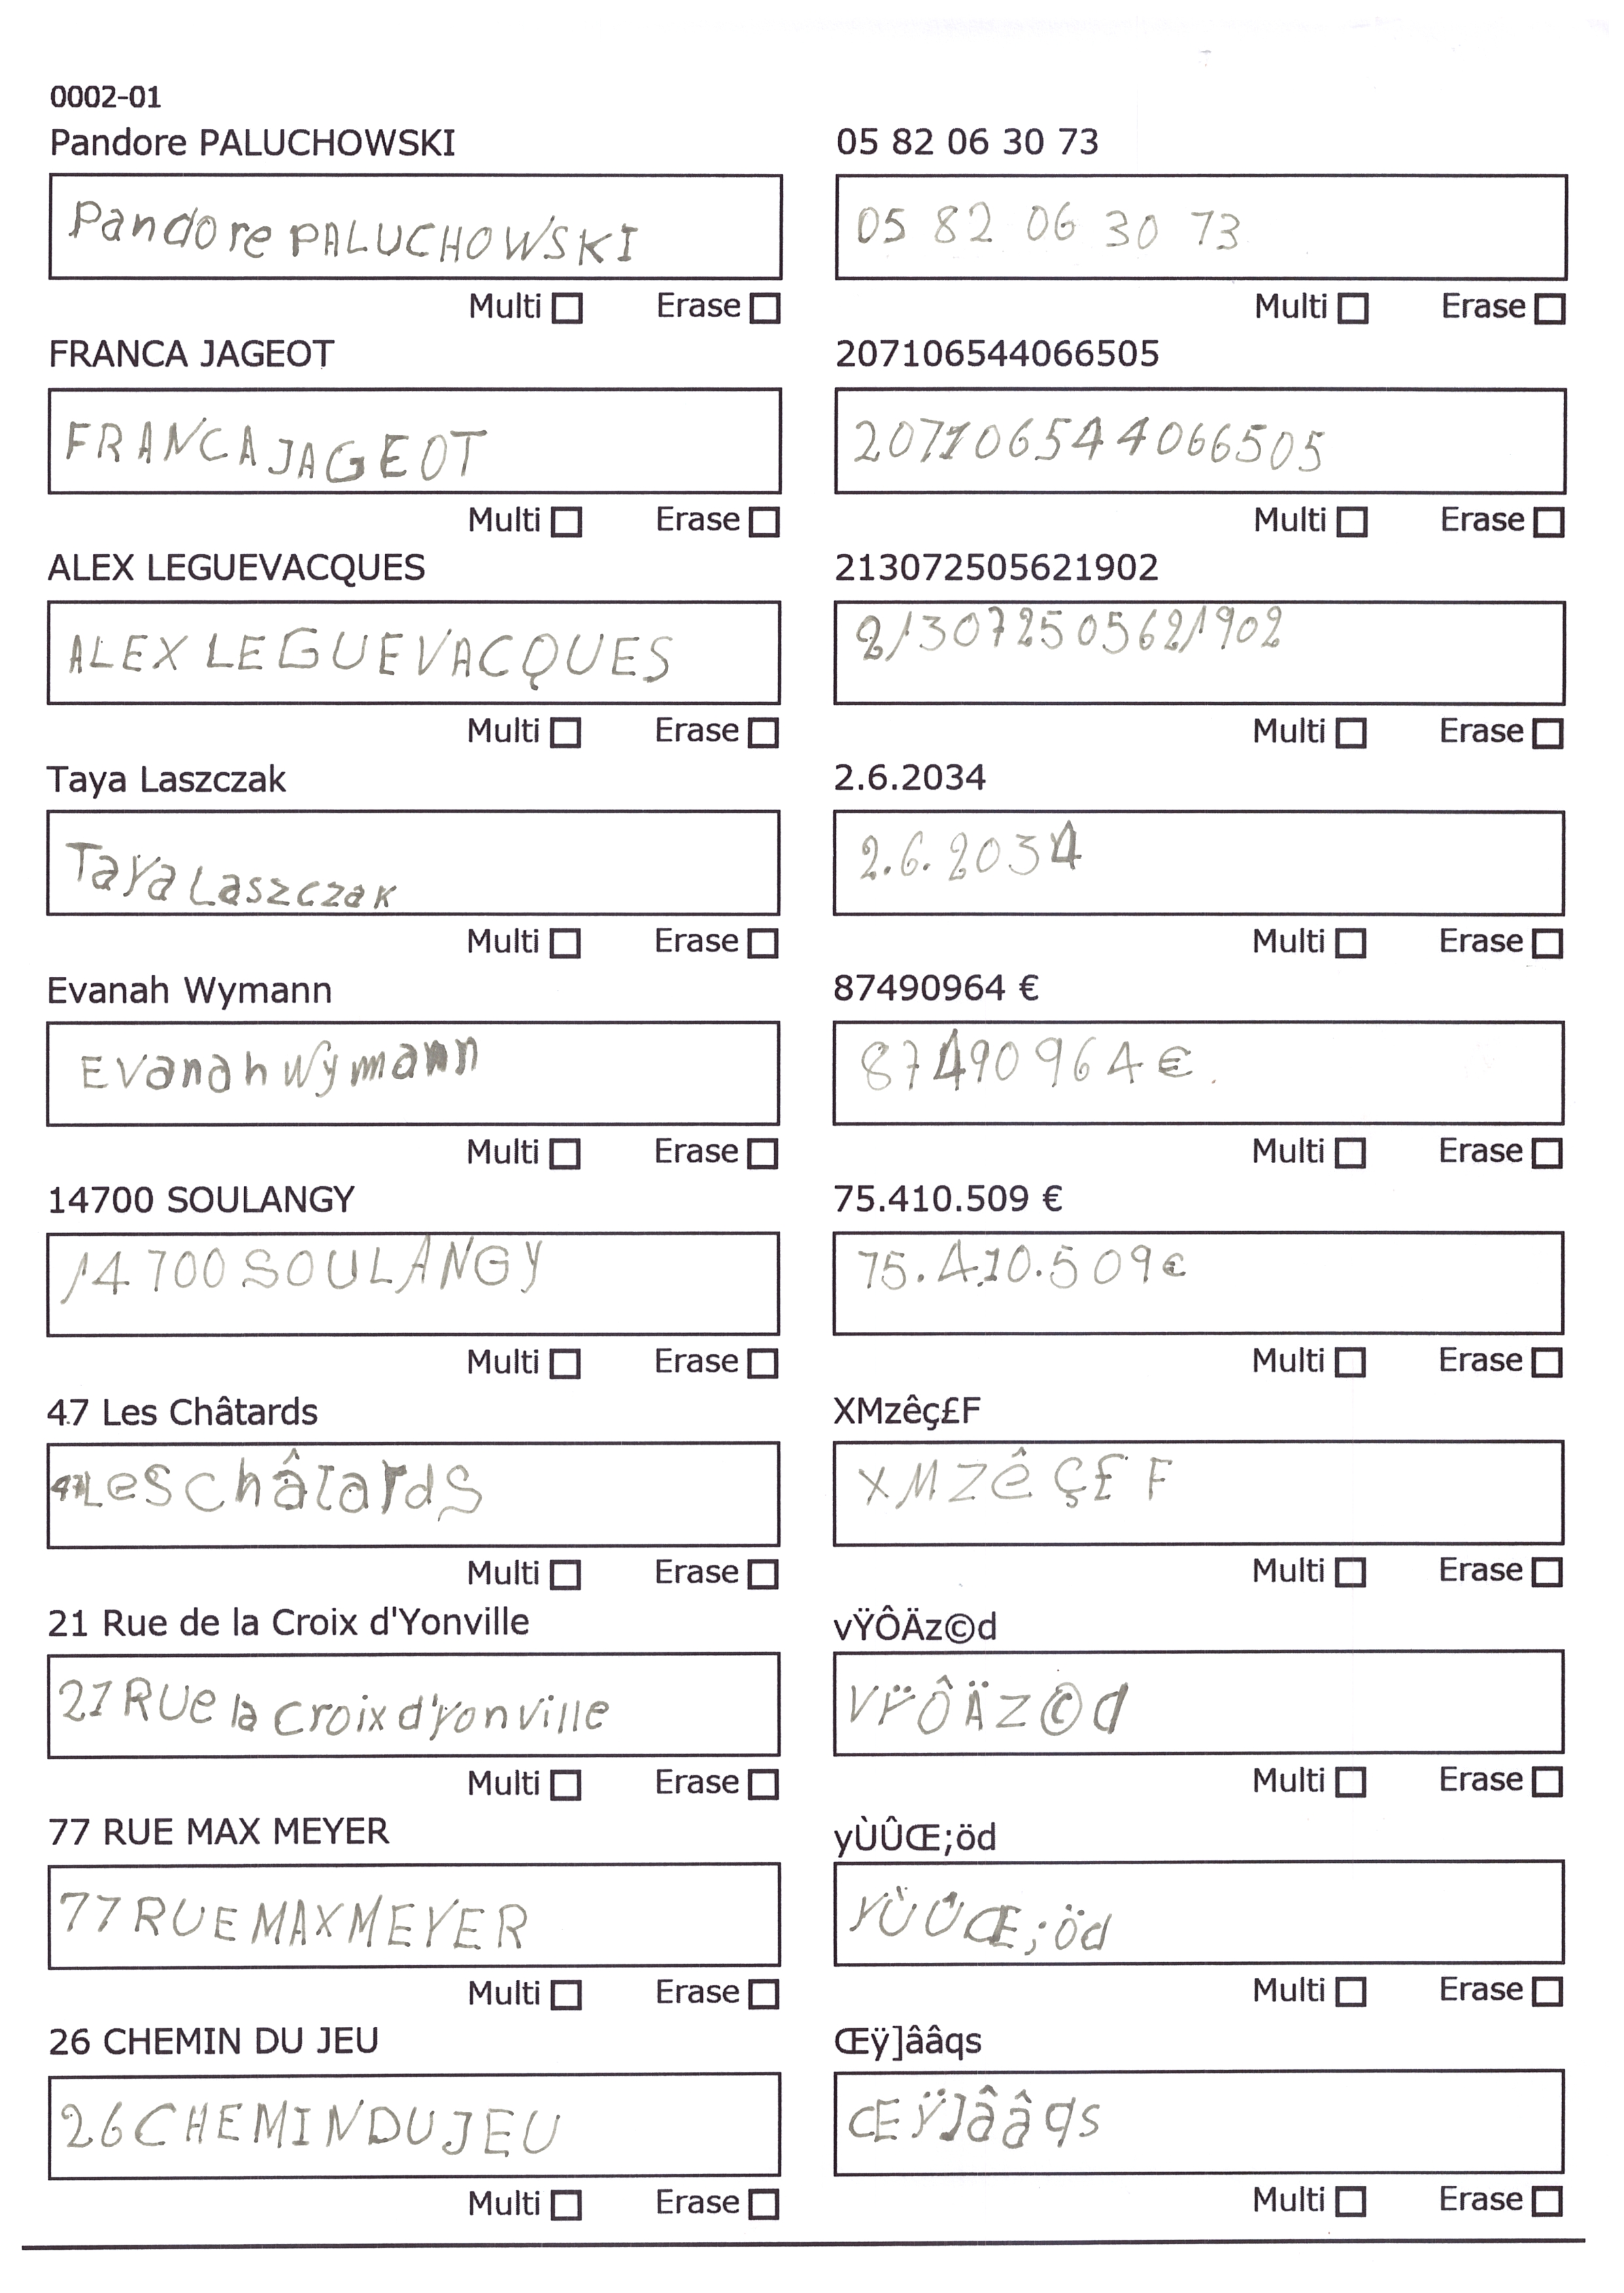 0002-01
Pandore PALUCHOWSKI
05 82 06 30 73
Pandore PALUCHOWSKI
05 82 06 30 73
Multi Erase
Multi Erase
FRANCA JAGEOT
207106544066505
FRANCA JAGEOT
207106544066505
Multi Erase
Multi Erase
ALEX LEGUEVACQUES
213072505621902
ALEX LEGUEVACQUES
213072505621902
Multi Erase
Multi Erase
Taya Laszczak
2.6.2034
Taya Laszczak
2.6.2034
Multi Erase
Multi Erase
Evanah Wymann
87490964 €
Evanah Wymann
87490964 €.
Multi Erase
Multi Erase
14700 SOULANGY
75.410.509 €
14700 SOULANGY
75.410.509€
Multi Erase
Multi Erase
47 Les Châtards
XMzêç£F
47 Les Châtards
XMzêç£F
Multi Erase
Multi Erase
21 Rue de la Croix d'Yonville
vŸÔÄz©d
21 RUe la Croix d'yonville
vŸÔÄz©d
Multi Erase
Multi Erase
77 RUE MAX MEYER
yÙÛŒ;öd
77 RUE MAX MEYER
yÙÛŒ;öd
Multi Erase
Multi Erase
26 CHEMIN DU JEU
Œÿ]ââqs
26 CHEMIN DU JEU
Œÿ]ââqs
Multi Erase
Multi Erase